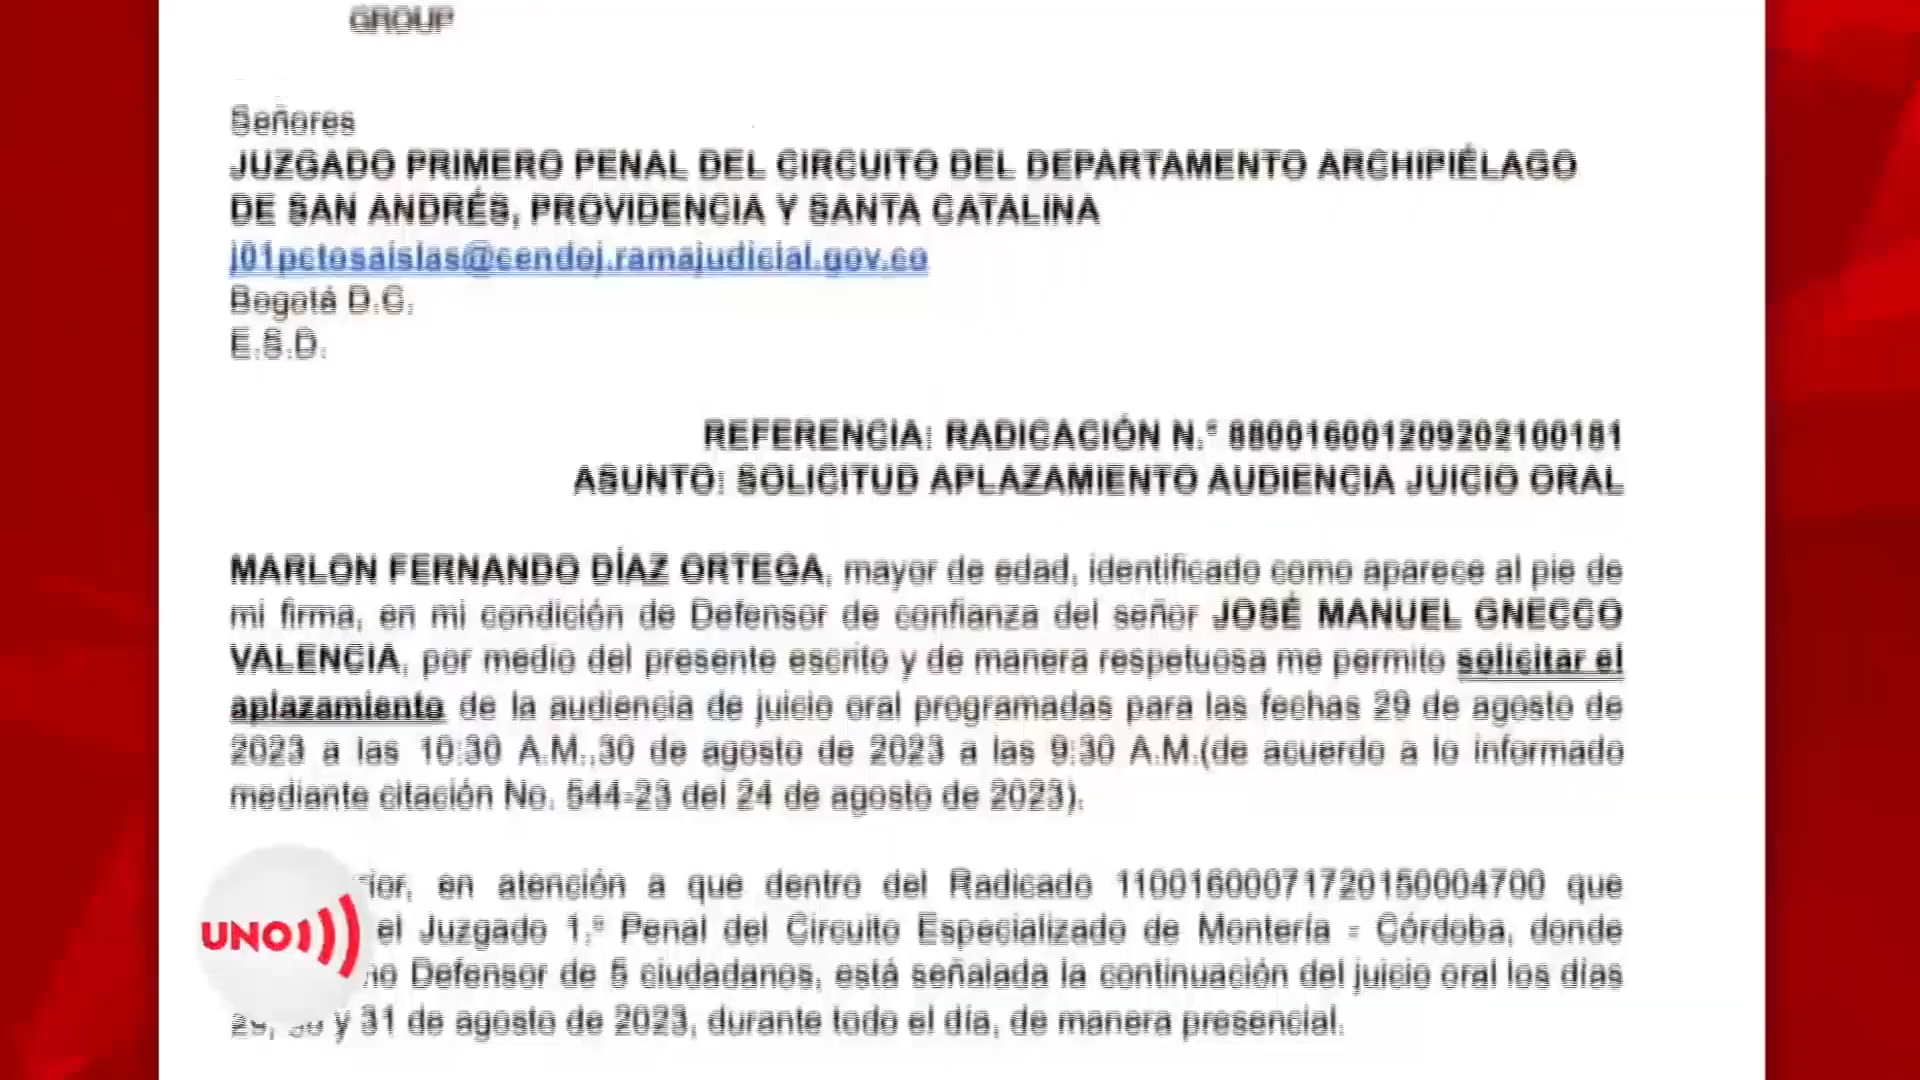 GROUP
Señores
JUZGADO PRIMERO PENAL DEL CIRCUITO DEL DEPARTAMENTO ARCHIPIÉLAGO
DE SAN ANDRÉS, PROVIDENCIA Y SANTA CATALINA
j01pctosaislas@cendoj.ramajudicial.gov.co
Bogotá D.C.
E.S.D.
REFERENCIA: RADICACIÓN N.° 880016001209202100181
ASUNTO: SOLICITUD APLAZAMIENTO AUDIENCIA JUICIO ORAL
MARLON FERNANDO DÍAZ ORTEGA, mayor de edad, identificado como aparece al pie de
mi firma, en mi condición de Defensor de confianza del señor JOSÉ MANUEL GNECCO
VALENCIA, por medio del presente escrito y de manera respetuosa me permito solicitar el
aplazamiento de la audiencia de juicio oral programadas para las fechas 29 de agosto de
2023 a las 10:30 A.M.,30 de agosto de 2023 a las 9:30 A.M.(de acuerdo a lo informado
mediante citación No. 544-23 del 24 de agosto de 2023).
rior, en atención a que dentro del Radicado 11001600071720150004700 que
el Juzgado 1.° Penal del Circuito Especializado de Montería - Córdoba, donde
mo Defensor de 5 ciudadanos, está señalada la continuación del juicio oral los días
29, 30 y 31 de agosto de 2023, durante todo el día, de manera presencial.
UNO